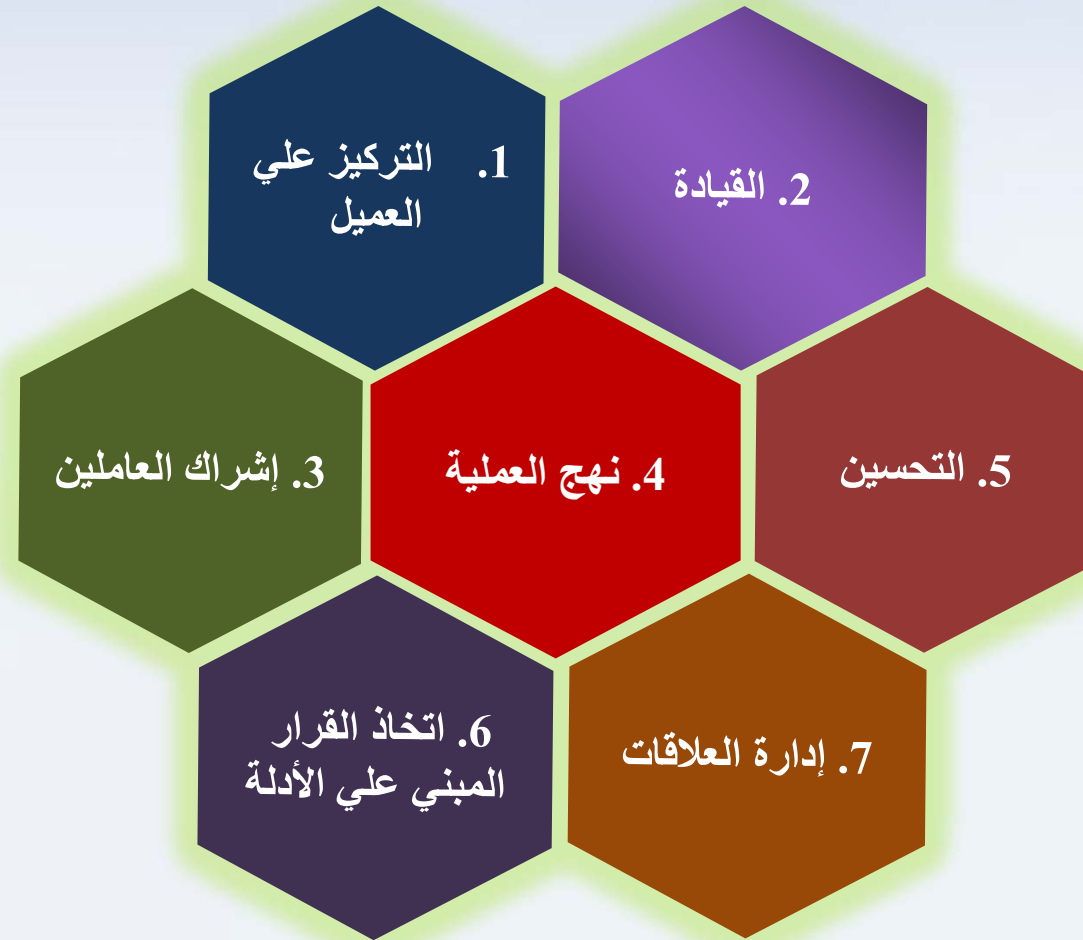 1. التركيز علي
العميل
2. القيادة
3. إشراك العاملين
4. نهج العملية
5. التحسين
6. اتخاذ القرار
المبني علي الأدلة
7. إدارة العلاقات